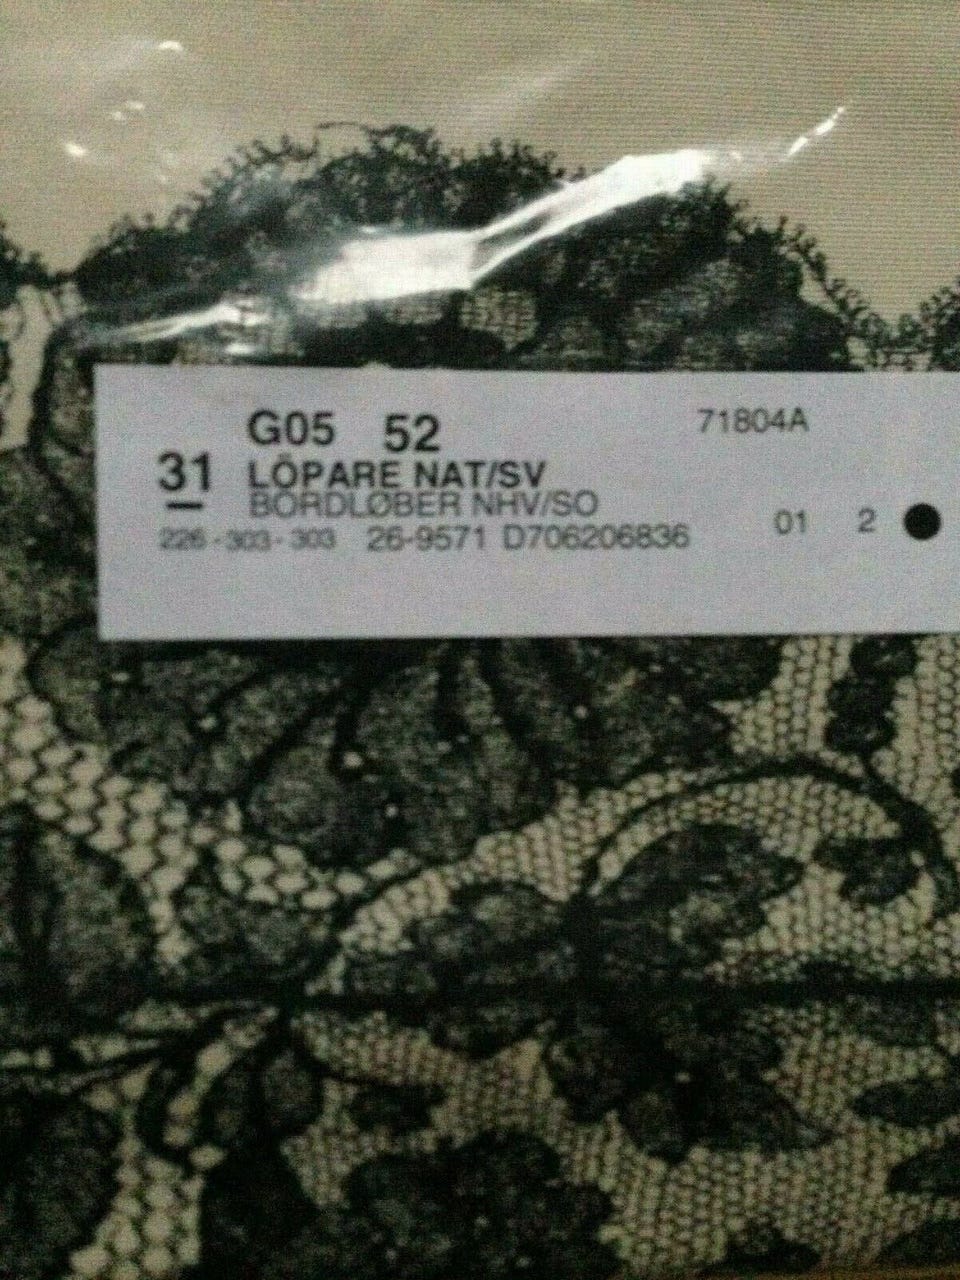 G05 52 71804A
31 LÖPARE NAT/SV
BORDLØBER NHV/SO
226-303-303 26-9571 D706206836 01 2